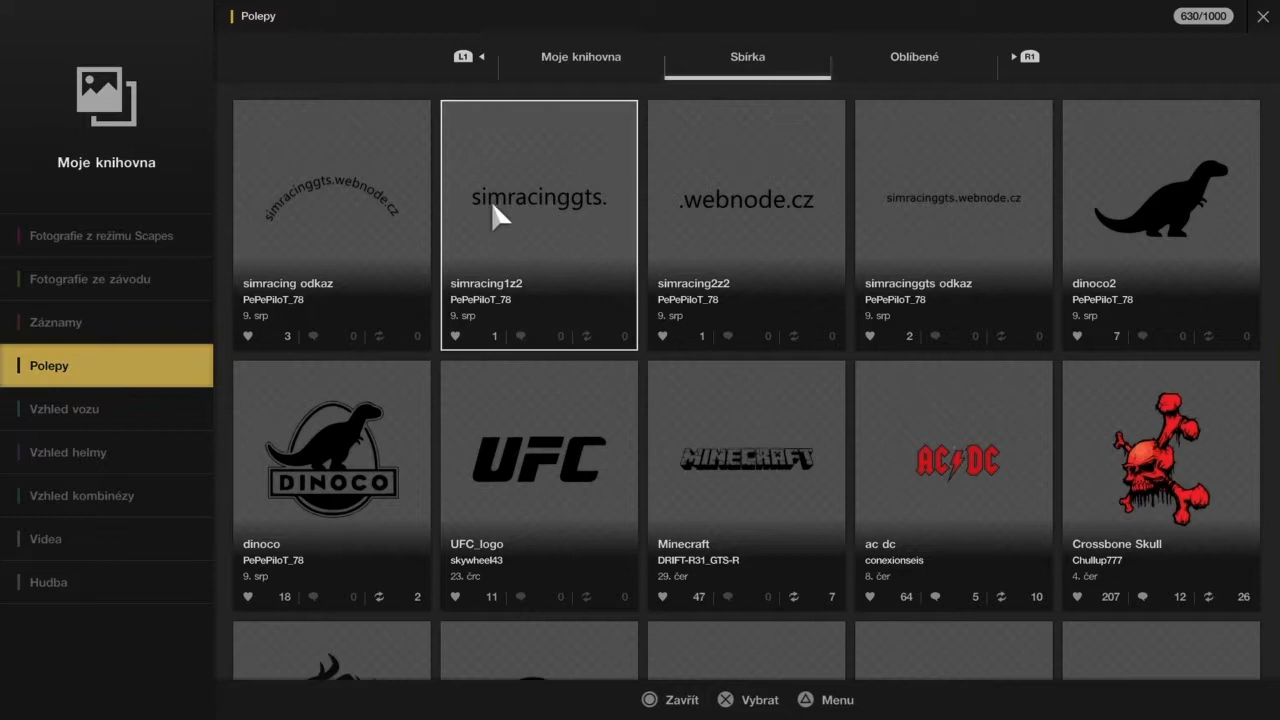 Polepy
630/1000
L1
Moje knihovna
Sbírka
Oblíbené
R1
Moje knihovna
Fotografie z režimu Scapes
Fotografie ze závodu
Záznamy
Polepy
Vzhled vozu
Vzhled helmy
Vzhled kombinézy
Videa
Hudba
simracinggts.webnode.cz
simracing odkaz
PePePiloT_78
9. srp
3 0 0
simracinggts.
simracing1z2
PePePiloT_78
9. srp
1 0 0
.webnode.cz
simracing2z2
PePePiloT_78
9. srp
1 0 0
simracinggts.webnode.cz
simracinggts odkaz
PePePiloT_78
9. srp
2 0 0
dinoco2
PePePiloT_78
9. srp
7 0 0
DINOCO
dinoco
PePePiloT_78
9. srp
18 0 2
UFC
UFC_logo
skywheel43
23. črc
11 0 0
MINECRAFT
Minecraft
DRIFT-R31_GTS-R
29. čer
47 0 7
AC DC
ac dc
conexionseis
8. čer
64 5 10
Crossbone Skull
Chullup777
4. čer
207 12 26
Zavřít
Vybrat
Menu